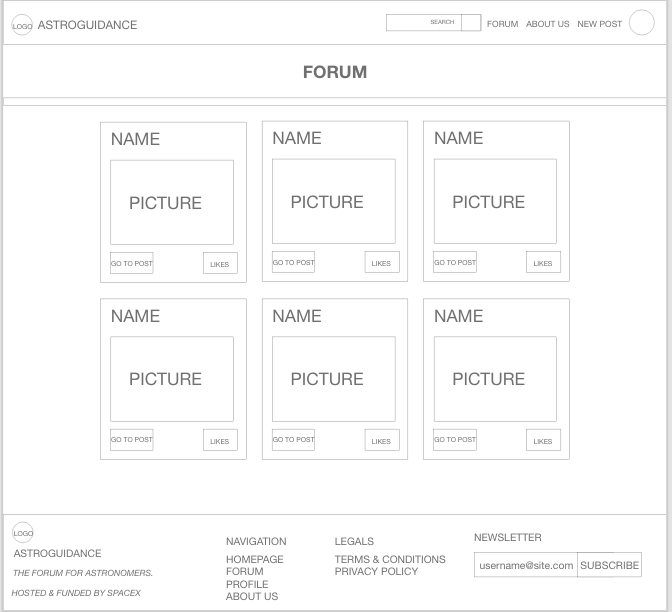 LOGO ASTROGUIDANCE SEARCH FORUM ABOUT US NEW POST
FORUM
NAME NAME NAME
PICTURE PICTURE PICTURE
GO TO POST LIKES GO TO POST LIKES GO TO POST LIKES
NAME NAME NAME
PICTURE PICTURE PICTURE
GO TO POST LIKES GO TO POST LIKES GO TO POST LIKES
LOGO
ASTROGUIDANCE
THE FORUM FOR ASTRONOMERS.
HOSTED & FUNDED BY SPACEX
NAVIGATION
HOMEPAGE
FORUM
PROFILE
ABOUT US
LEGALS
TERMS & CONDITIONS
PRIVACY POLICY
NEWSLETTER
username@site.com SUBSCRIBE